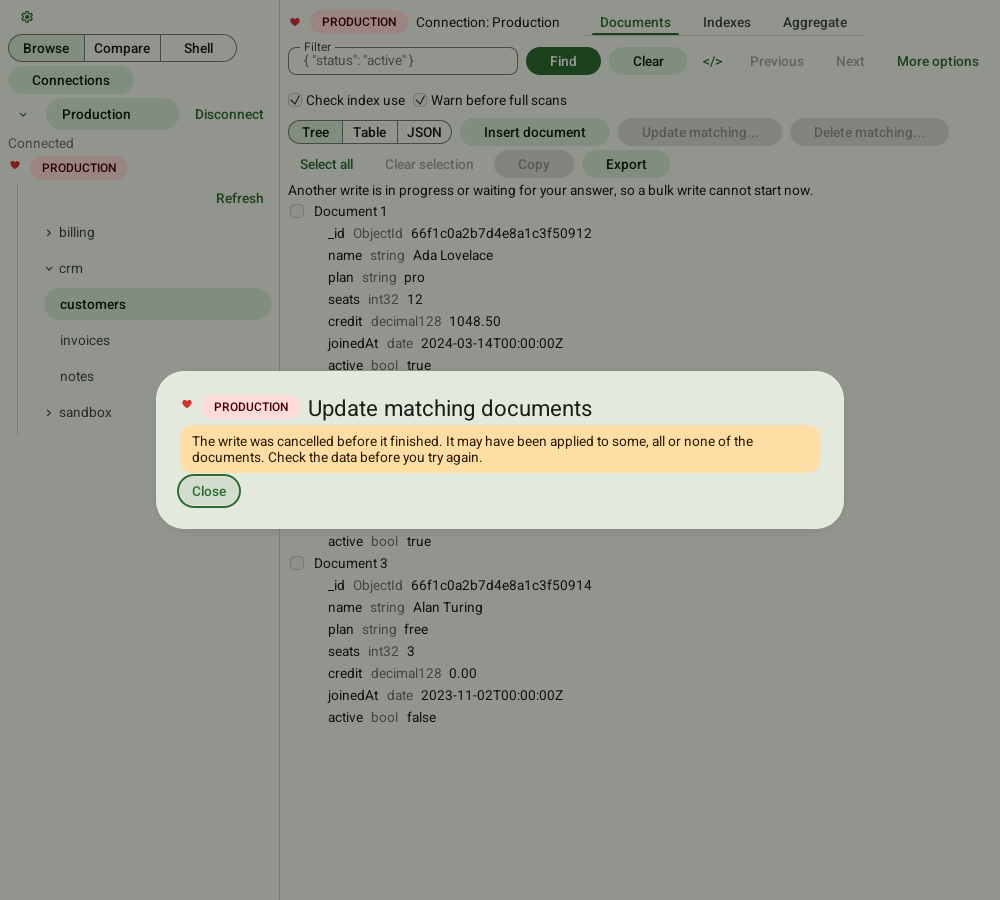 Browse
Compare
Shell
Connections
Production
Disconnect
Connected
PRODUCTION
Refresh
billing
crm
customers
invoices
notes
sandbox
PRODUCTION
Connection: Production
Documents
Indexes
Aggregate
Filter
{ "status": "active" }
Find
Clear
</>
Previous
Next
More options
Check index use
Warn before full scans
Tree
Table
JSON
Insert document
Update matching...
Delete matching...
Select all
Clear selection
Copy
Export
Another write is in progress or waiting for your answer, so a bulk write cannot start now.
Document 1
_id ObjectId 66f1c0a2b7d4e8a1c3f50912
name string Ada Lovelace
plan string pro
seats int32 12
credit decimal128 1048.50
joinedAt date 2024-03-14T00:00:00Z
active bool true
PRODUCTION
Update matching documents
The write was cancelled before it finished. It may have been applied to some, all or none of the
documents. Check the data before you try again.
Close
active bool true
Document 3
_id ObjectId 66f1c0a2b7d4e8a1c3f50914
name string Alan Turing
plan string free
seats int32 3
credit decimal128 0.00
joinedAt date 2023-11-02T00:00:00Z
active bool false